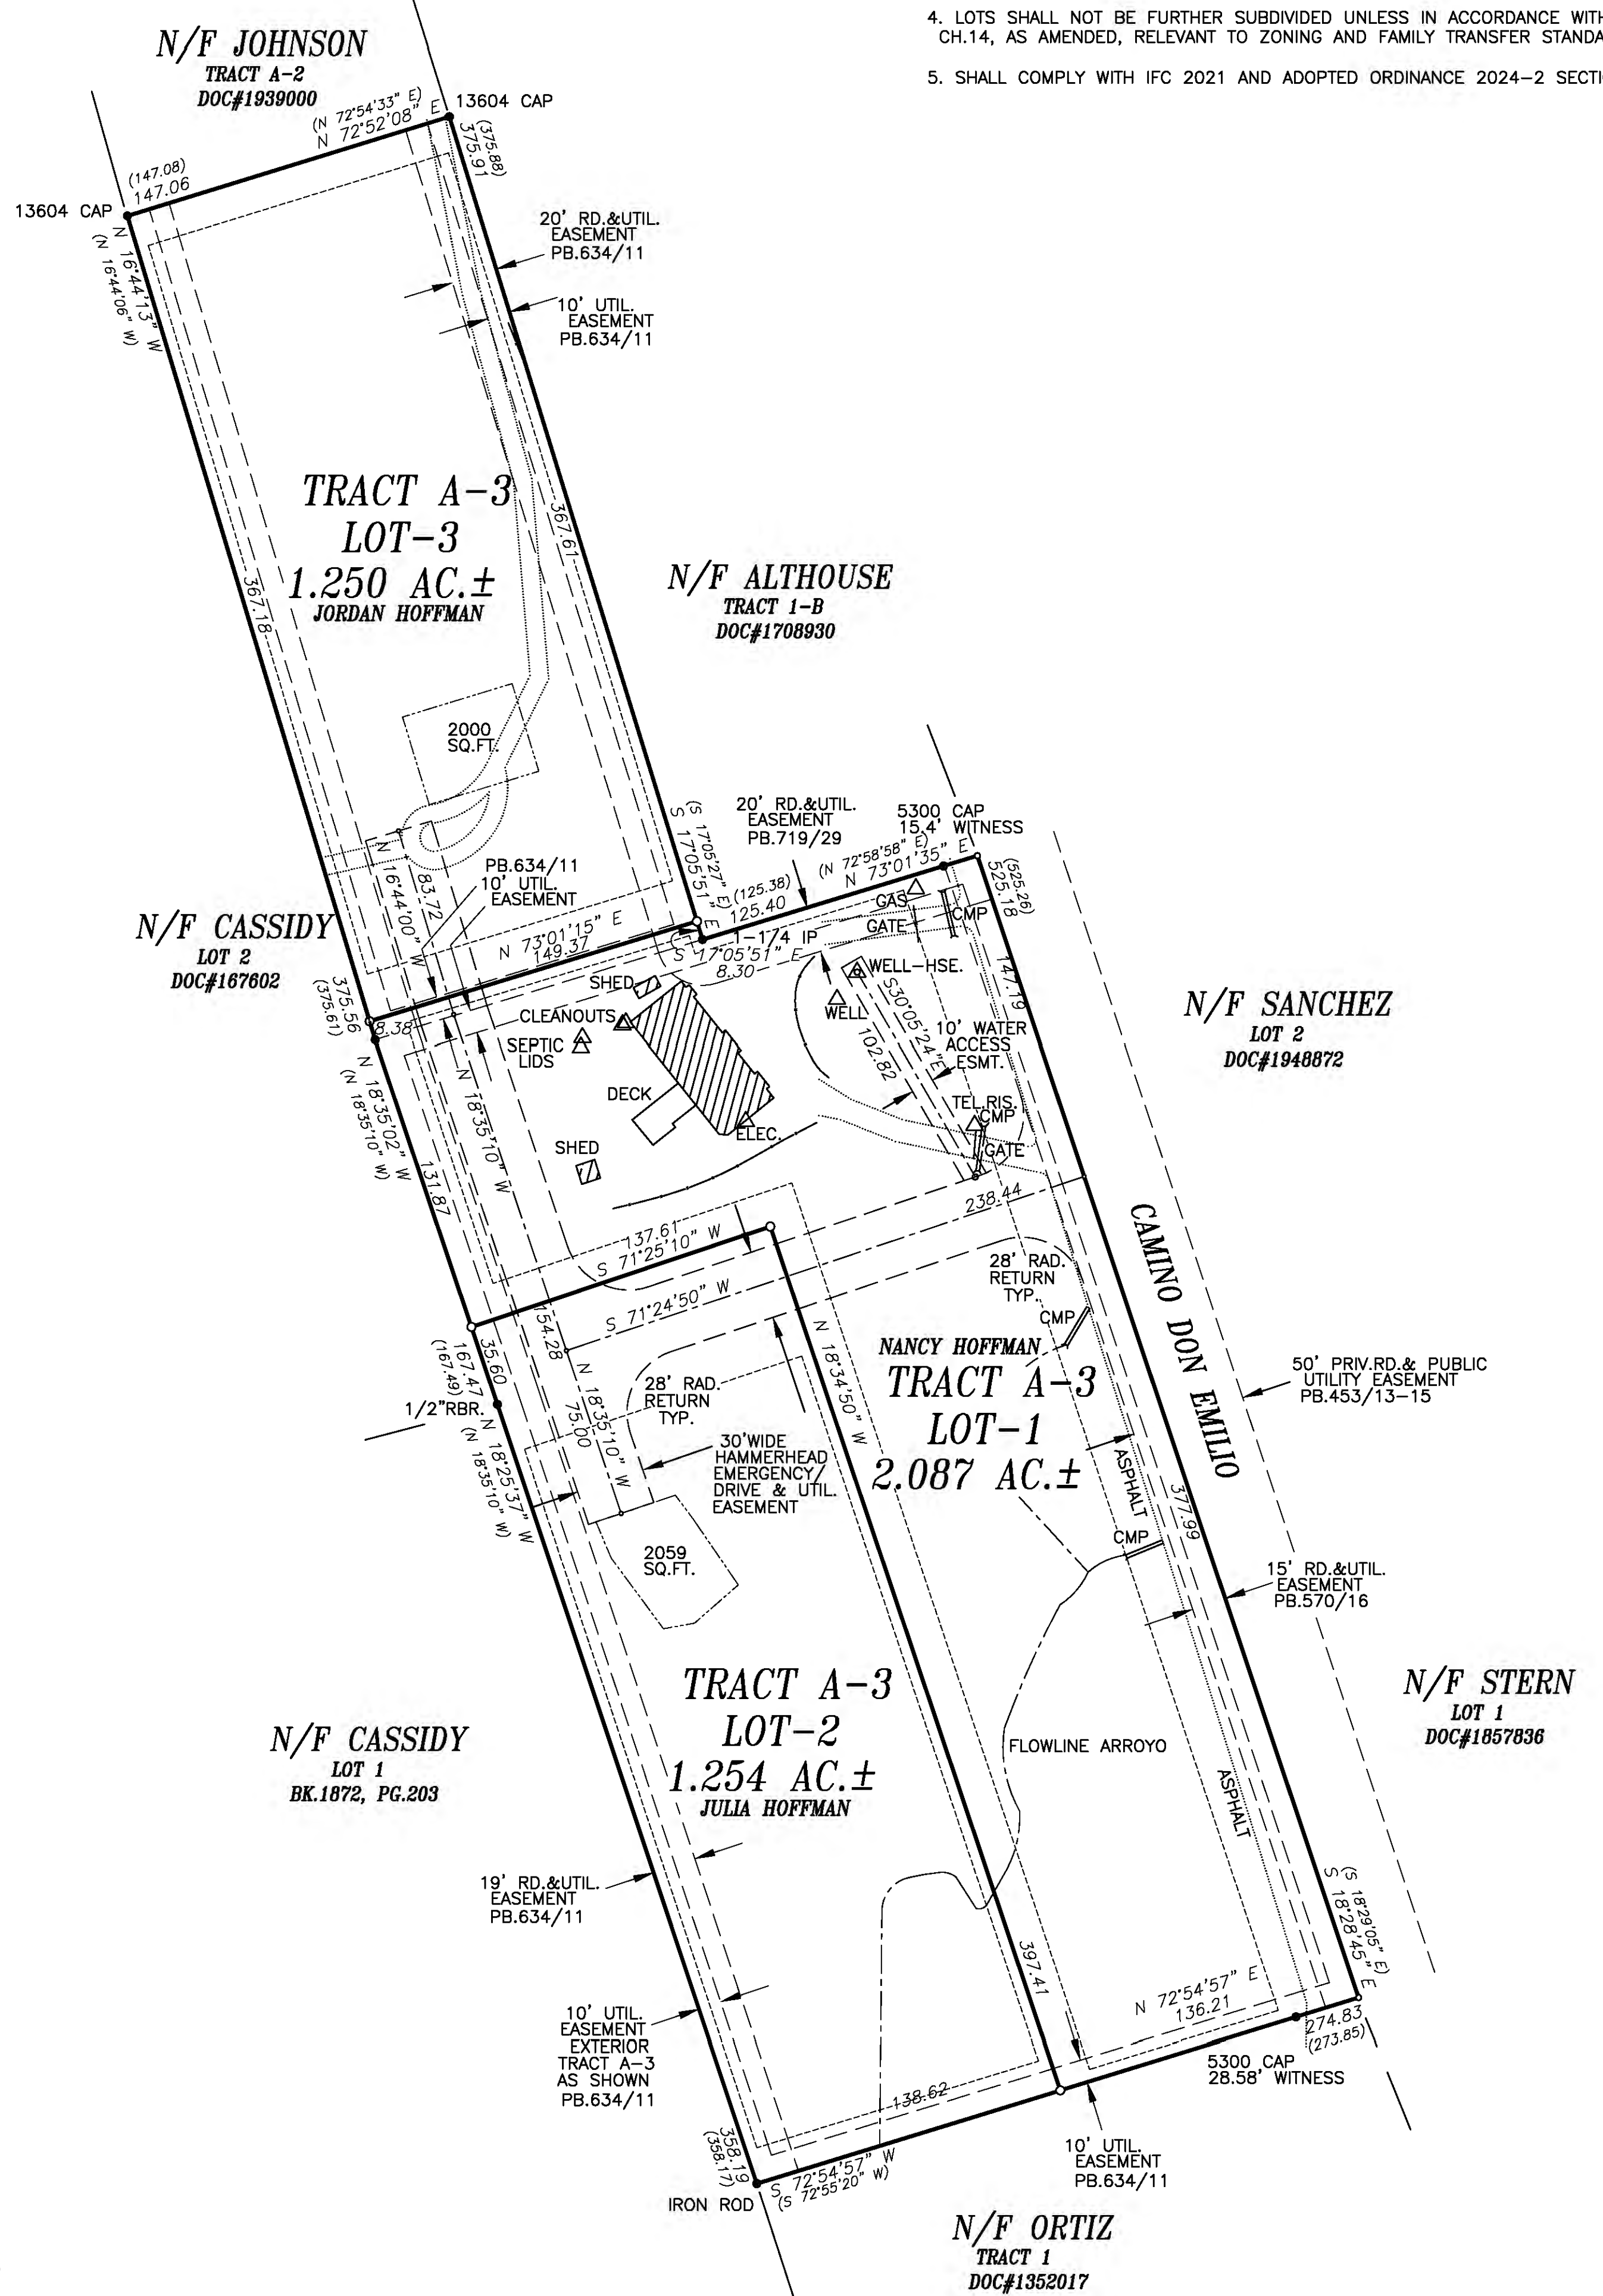 4. LOTS SHALL NOT BE FURTHER SUBDIVIDED UNLESS IN ACCORDANCE WITH
CH.14, AS AMENDED, RELEVANT TO ZONING AND FAMILY TRANSFER
5. SHALL COMPLY WITH IFC 2021 AND ADOPTED ORDINANCE 2024-2
N/F JOHNSON
TRACT A-2
DOC#1939000
(N 72°54'33" E)
N 72°52'08" E
13604 CAP
(147.08)
147.06
13604 CAP
(375.88)
375.91
N 16°44'13" W
(N 16°44'06" W)
20' RD.&UTIL.
EASEMENT
PB.634/11
10' UTIL.
EASEMENT
PB.634/11
TRACT A-3
LOT-3
1.250 AC.±
JORDAN HOFFMAN
367.18
367.61
N/F ALTHOUSE
TRACT 1-B
DOC#1708930
2000
SQ.FT.
(S 17°05'27" E)
S 17°05'51" E
20' RD.&UTIL.
EASEMENT
PB.719/29
5300 CAP
15.4' WITNESS
(N 72°58'58" E)
N 73°01'35" E
(125.38)
125.40
(525.26)
525.18
PB.634/11
10' UTIL.
EASEMENT
N 16°44'00" W
83.72
N 73°01'15" E
149.37
1-1/4 IP
S 17°05'51" E
8.30
GAS
GATE
CMP
147.19
N/F CASSIDY
LOT 2
DOC#167602
375.56
(375.61)
8.38
SHED
CLEANOUTS
SEPTIC
LIDS
WELL-HSE.
WELL
S30°05'24"E
102.82
10' WATER
ACCESS
ESMT.
N/F SANCHEZ
LOT 2
DOC#1948872
N 18°35'02" W
(N 18°35'10" W)
N 18°35'10" W
DECK
ELEC.
TEL.RIS.
CMP
GATE
SHED
131.87
238.44
137.61
S 71°25'10" W
S 71°24'50" W
154.28
28' RAD.
RETURN
TYP.
CMP
CAMINO DON EMILIO
35.60
167.47
(167.49)
1/2"RBR.
N 18°35'10" W
75.00
28' RAD.
RETURN
TYP.
N 18°34'50" W
NANCY HOFFMAN
TRACT A-3
LOT-1
2.087 AC.±
50' PRIV.RD.& PUBLIC
UTILITY EASEMENT
PB.453/13-15
N 18°25'37" W
(N 18°35'10" W)
30'WIDE
HAMMERHEAD
EMERGENCY/
DRIVE & UTIL.
EASEMENT
ASPHALT
377.99
CMP
2059
SQ.FT.
15' RD.&UTIL.
EASEMENT
PB.570/16
TRACT A-3
LOT-2
1.254 AC.±
JULIA HOFFMAN
N/F STERN
LOT 1
DOC#1857836
N/F CASSIDY
LOT 1
BK.1872, PG.203
FLOWLINE ARROYO
ASPHALT
19' RD.&UTIL.
EASEMENT
PB.634/11
(S 18°29'05" E)
S 18°28'45" E
397.41
N 72°54'57" E
136.21
274.83
(273.85)
10' UTIL.
EASEMENT
EXTERIOR
TRACT A-3
AS SHOWN
PB.634/11
5300 CAP
28.58' WITNESS
138.62
358.19
(358.17)
S 72°54'57" W
(S 72°55'20" W)
IRON ROD
10' UTIL.
EASEMENT
PB.634/11
N/F ORTIZ
TRACT 1
DOC#1352017